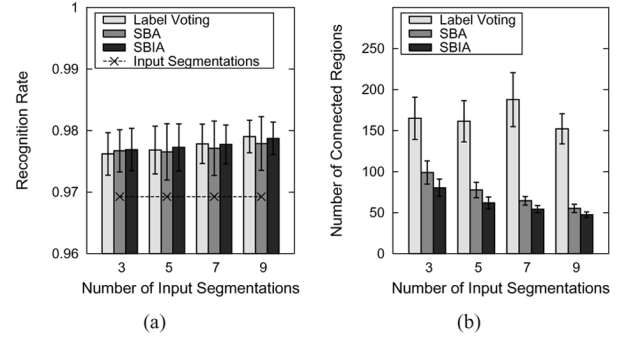 Label Voting
SBA
SBIA
Input Segmentations
1
0.99
0.98
0.97
0.96
Recognition Rate
3 5 7 9
Number of Input Segmentations
(a)
Label Voting
SBA
SBIA
250
200
150
100
50
0
Number of Connected Regions
3 5 7 9
Number of Input Segmentations
(b)